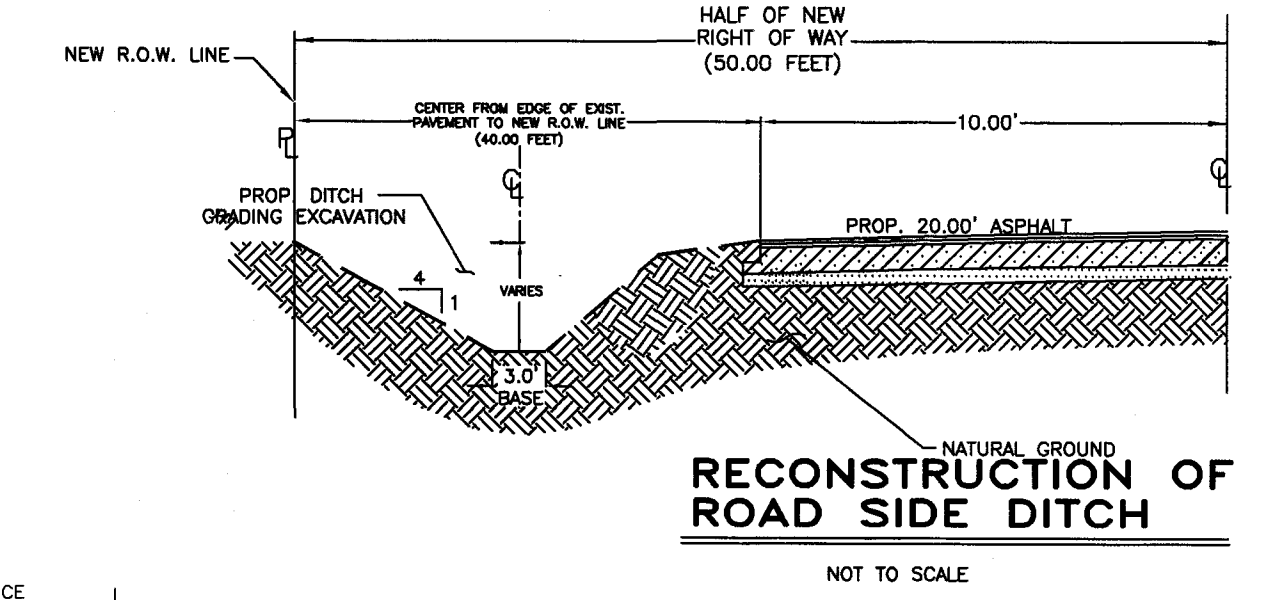 HALF OF NEW
RIGHT OF WAY
(50.00 FEET)
NEW R.O.W. LINE
CENTER FROM EDGE OF EXIST.
PAVEMENT TO NEW R.O.W. LINE
(40.00 FEET)
10.00'
PL
CL
CL
PROP. DITCH
GRADING EXCAVATION
PROP. 20.00' ASPHALT
4
1
VARIES
3.0'
BASE
NATURAL GROUND
RECONSTRUCTION OF
ROAD SIDE DITCH
NOT TO SCALE
CE